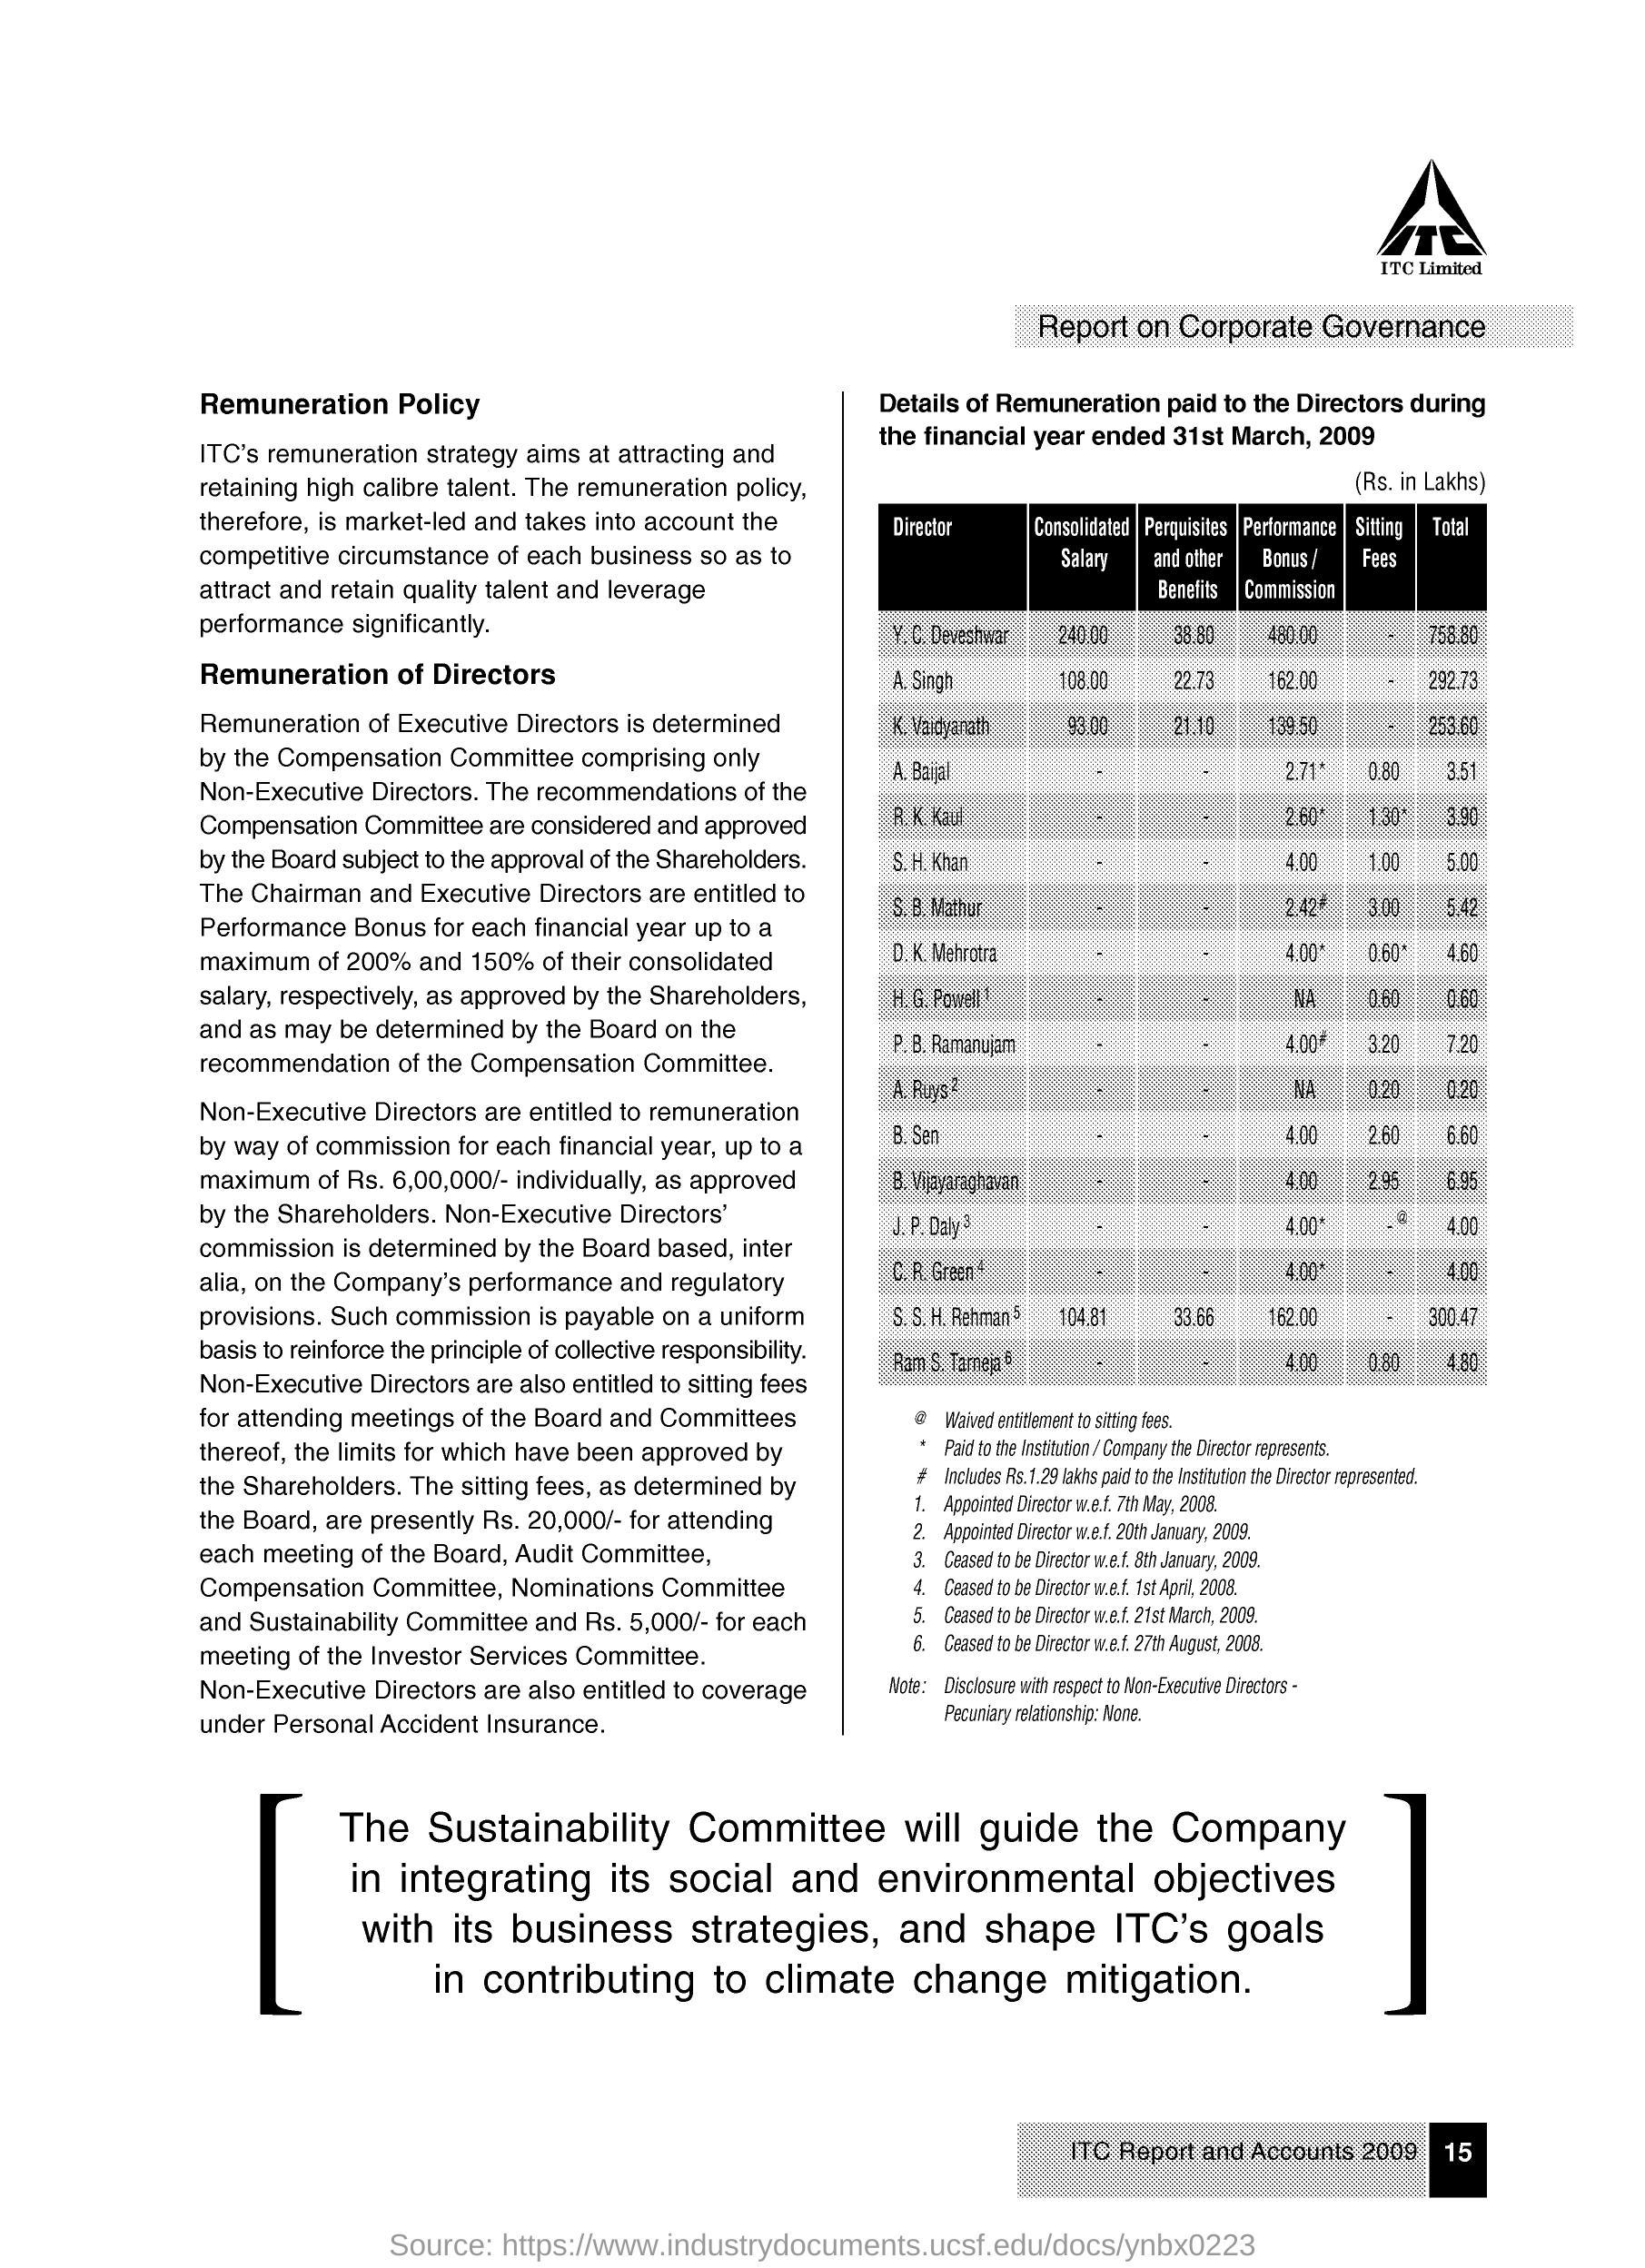 ITC
ITC Limited
Report on Corporate Governance
Remuneration Policy
ITC's remuneration strategy aims at attracting and
retaining high calibre talent. The remuneration policy,
therefore, is market-led and takes into account the
competitive circumstance of each business so as to
attract and retain quality talent and leverage
performance significantly.
Remuneration of Directors
Remuneration of Executive Directors is determined
by the Compensation Committee comprising only
Non-Executive Directors. The recommendations of the
Compensation Committee are considered and approved
by the Board subject to the approval of the Shareholders.
The Chairman and Executive Directors are entitled to
Performance Bonus for each financial year up to a
maximum of 200% and 150% of their consolidated
salary, respectively, as approved by the Shareholders,
and as may be determined by the Board on the
recommendation of the Compensation Committee.
Non-Executive Directors are entitled to remuneration
by way of commission for each financial year, up to a
maximum of Rs. 6,00,000/- individually, as approved
by the Shareholders. Non-Executive Directors'
commission is determined by the Board based, inter
alia, on the Company's performance and regulatory
provisions. Such commission is payable on a uniform
basis to reinforce the principle of collective responsibility.
Non-Executive Directors are also entitled to sitting fees
for attending meetings of the Board and Committees
thereof, the limits for which have been approved by
the Shareholders. The sitting fees, as determined by
the Board, are presently Rs. 20,000/- for attending
each meeting of the Board, Audit Committee,
Compensation Committee, Nominations Committee
and Sustainability Committee and Rs. 5,000/- for each
meeting of the Investor Services Committee.
Non-Executive Directors are also entitled to coverage
under Personal Accident Insurance.
Details of Remuneration paid to the Directors during
the financial year ended 31st March, 2009
(Rs. in Lakhs)
Director Consolidated Perquisites Performance Sitting Total
Salary and other Bonus / Fees
Benefits Commission
Y. C. Deveshwar 240.00 38.80 480.00 - 758.80
A. Singh 108.00 22.73 162.00 - 292.73
K. Vaidyanath 93.00 21.10 139.50 - 253.60
A. Baijal - - 2.71* 0.80 3.51
R. K. Kaul - - 2.60* 1.30* 3.90
S. H. Khan - - 4.00 1.00 5.00
S. B. Mathur - - 2.42# 3.00 5.42
D. K. Mehrotra - - 4.00* 0.60* 4.60
H. G. Powell 1 - - NA 0.60 0.60
P. B. Ramanujam - - 4.00# 3.20 7.20
A. Ruys 2 - - NA 0.20 0.20
B. Sen - - 4.00 2.60 6.60
B. Vijayaraghavan - - 4.00 2.95 6.95
J. P. Daly 3 - - 4.00* - @ 4.00
C. R. Green 4 - - 4.00* - 4.00
S. S. H. Rehman 5 104.81 33.66 162.00 - 300.47
Ram S. Tarneja 6 - - 4.00 0.80 4.80
@ Waived entitlement to sitting fees.
* Paid to the Institution / Company the Director represents.
# Includes Rs.1.29 lakhs paid to the Institution the Director represented.
1. Appointed Director w.e.f. 7th May, 2008.
2. Appointed Director w.e.f. 20th January, 2009.
3. Ceased to be Director w.e.f. 8th January, 2009.
4. Ceased to be Director w.e.f. 1st April, 2008.
5. Ceased to be Director w.e.f. 21st March, 2009.
6. Ceased to be Director w.e.f. 27th August, 2008.
Note: Disclosure with respect to Non-Executive Directors -
Pecuniary relationship: None.
The Sustainability Committee will guide the Company
in integrating its social and environmental objectives
with its business strategies, and shape ITC's goals
in contributing to climate change mitigation.
ITC Report and Accounts 2009 15
Source: https://www.industrydocuments.ucsf.edu/docs/ynbx0223